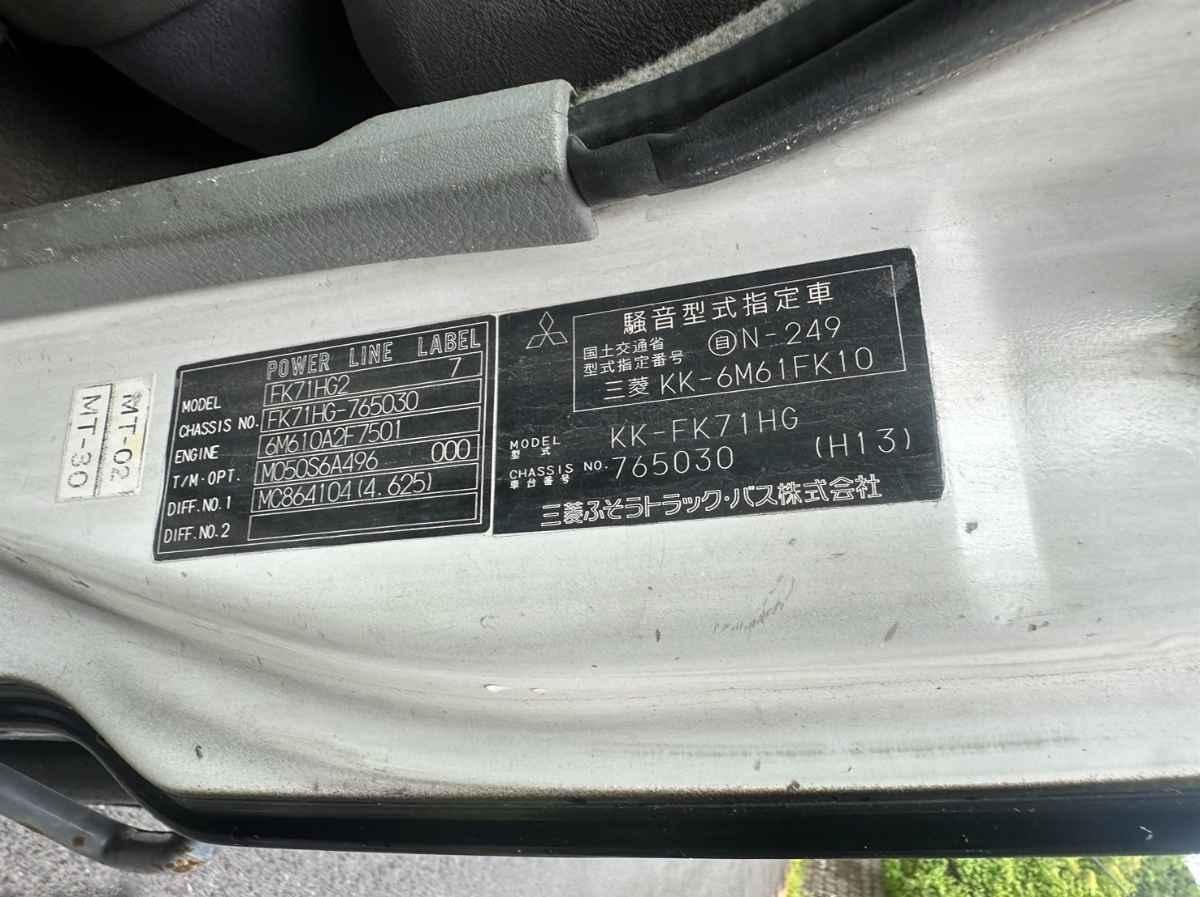 MT-02
MT-30
POWER LINE LABEL
MODEL FK71HG2 7
CHASSIS NO. FK71HG-765030
ENGINE 6M610A2F7501
T/M·OPT. M050S6A496 000
DIFF.NO.1 MC864104(4.625)
DIFF.NO.2
騒音型式指定車
国土交通省
型式指定番号 自N-249
三菱 KK-6M61FK10
MODEL
型式 KK-FK71HG
CHASSIS NO.
車台番号 765030 (H13)
三菱ふそうトラック・バス株式会社